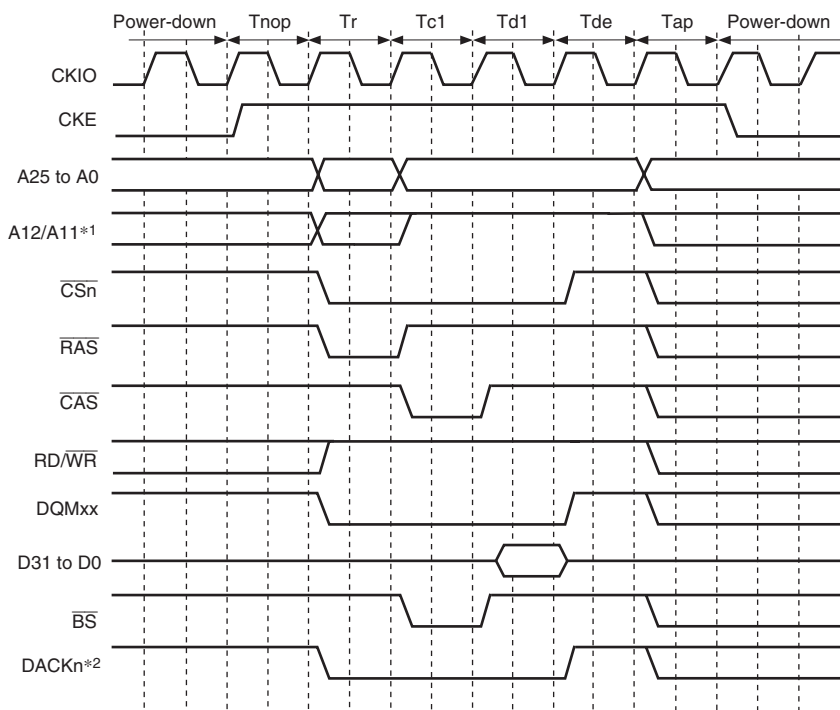 Power-down Tnop Tr Tc1 Td1 Tde Tap Power-down
CKIO
CKE
A25 to A0
A12/A11*1
CSn
RAS
CAS
RD/WR
DQMxx
D31 to D0
BS
DACKn*2